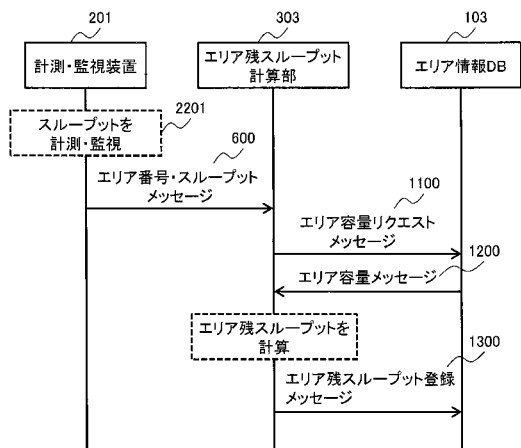 201
303
103
計測・監視装置
エリア残スループット
計算部
エリア情報DB
スループットを
計測・監視
2201
600
エリア番号・スループット
メッセージ
1100
エリア容量リクエスト
メッセージ
1200
エリア容量メッセージ
エリア残スループットを
計算
1300
エリア残スループット登録
メッセージ